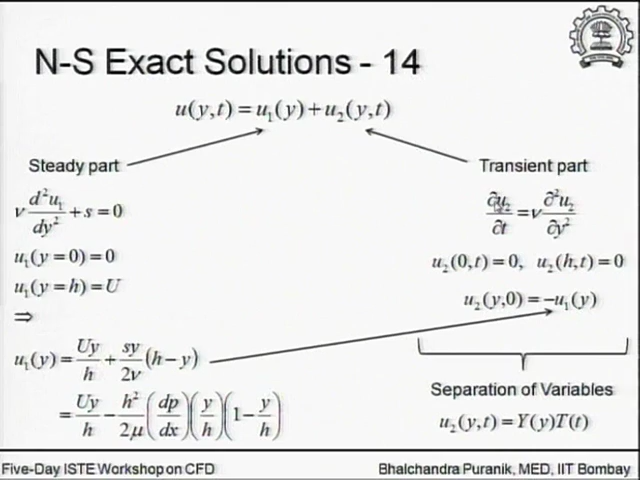 N-S Exact Solutions - 14
u(y,t) = u₁(y) + u₂(y,t)
Steady part
ν d²u₁/dy² + s = 0
u₁(y = 0) = 0
u₁(y = h) = U
⇒
u₁(y) = Uy/h + sy/2ν (h − y)
= Uy/h − h²/2μ (dp/dx)(y/h)(1 − y/h)
Transient part
∂u₂/∂t = ν ∂²u₂/∂y²
u₂(0,t) = 0, u₂(h,t) = 0
u₂(y,0) = −u₁(y)
Separation of Variables
u₂(y,t) = Y(y)T(t)
Five-Day ISTE Workshop on CFD
Bhalchandra Puranik, MED, IIT Bombay